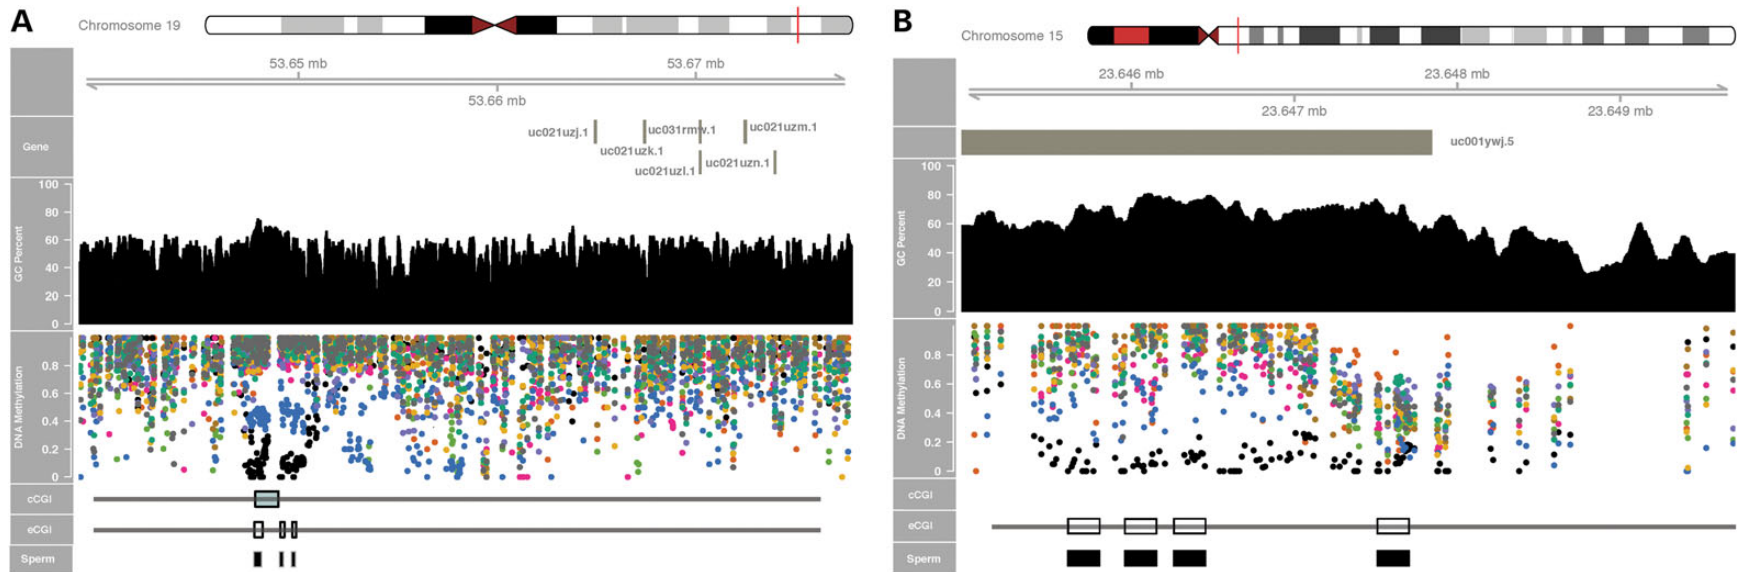 A
Chromosome 19
53.65 mb
53.67 mb
53.66 mb
Gene
uc021uzj.1
uc031rmw.1
uc021uzm.1
uc021uzk.1
uc021uzl.1
uc021uzn.1
GC Percent
100
80
60
40
20
0
DNA Methylation
0.8
0.6
0.4
0.2
0
cCGI
eCGI
Sperm
B
Chromosome 15
23.646 mb
23.648 mb
23.647 mb
23.649 mb
uc001ywj.5
GC Percent
100
80
60
40
20
0
DNA Methylation
0.8
0.6
0.4
0.2
0
cCGI
eCGI
Sperm